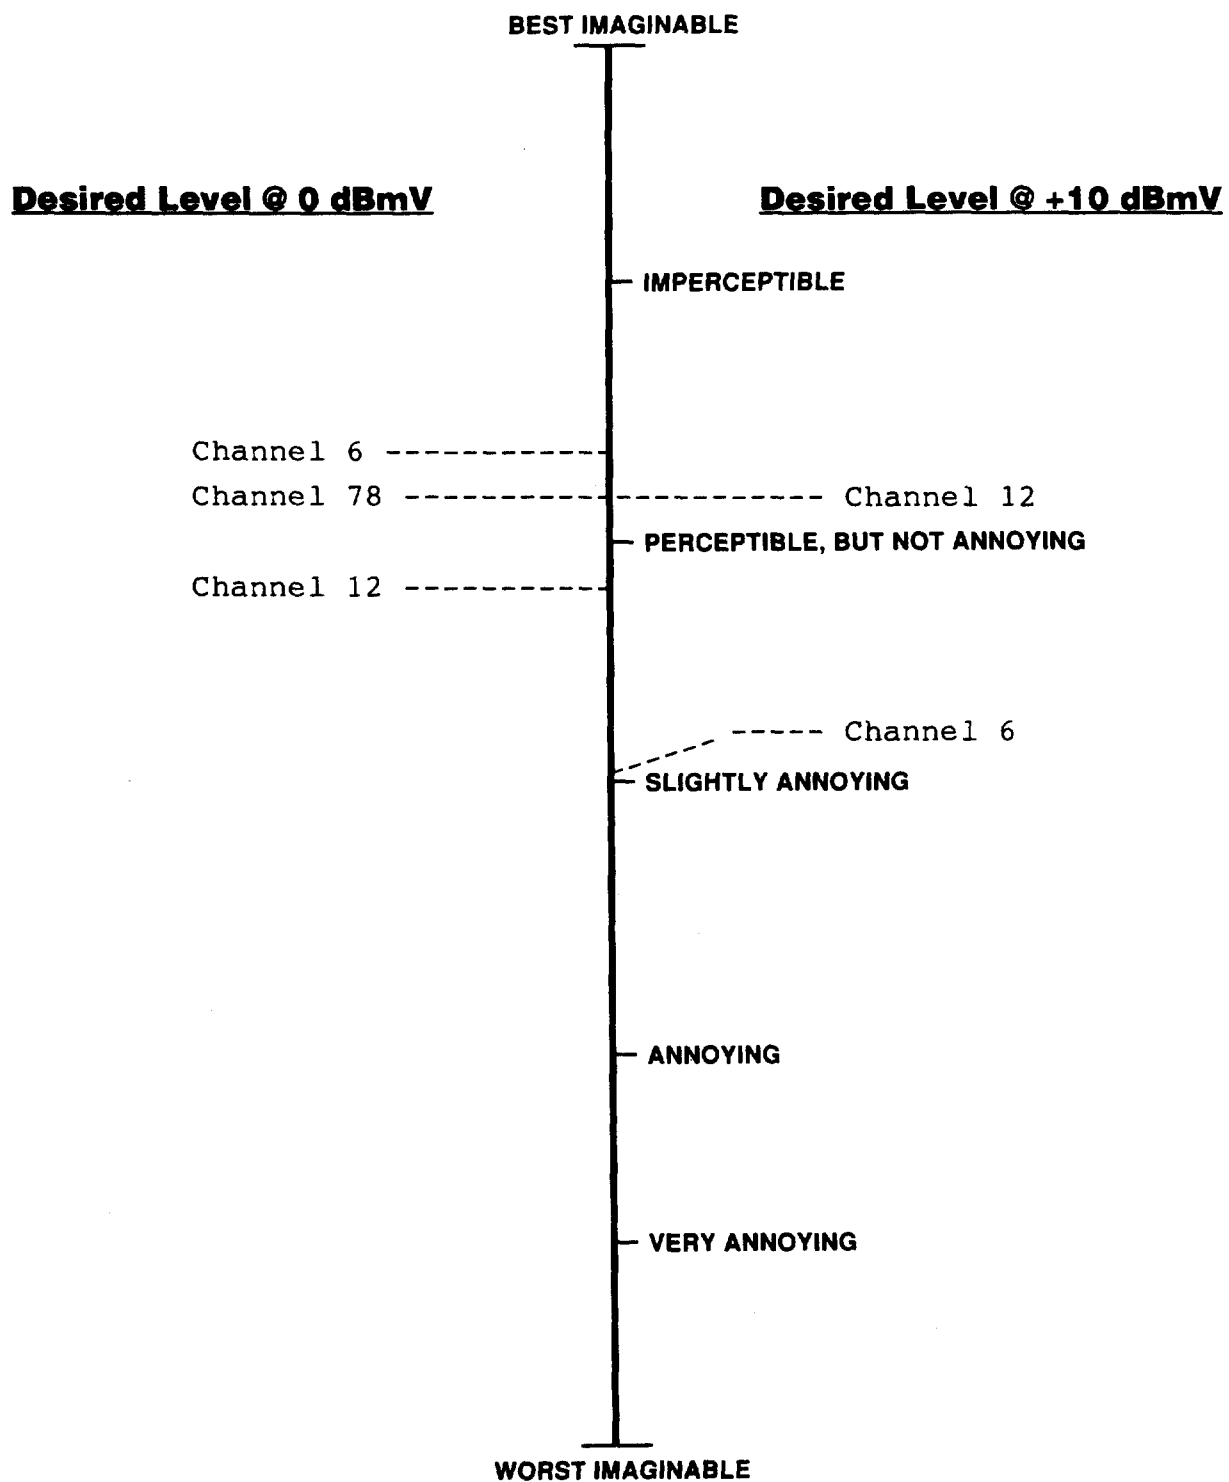 BEST IMAGINABLE
Desired Level @ 0 dBmV
Desired Level @ +10 dBmV
IMPERCEPTIBLE
Channel 6
Channel 78
Channel 12
PERCEPTIBLE, BUT NOT ANNOYING
Channel 12
Channel 6
SLIGHTLY ANNOYING
ANNOYING
VERY ANNOYING
WORST IMAGINABLE